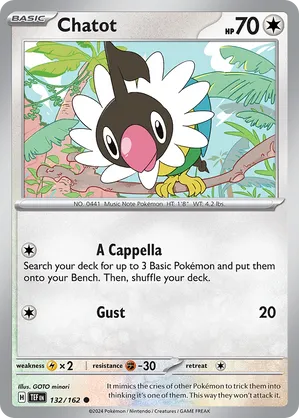 BASIC
Chatot
HP 70
NO. 0441 Music Note Pokémon HT: 1'8" WT: 4.2 lbs.
A Cappella
Search your deck for up to 3 Basic Pokémon and put them
onto your Bench. Then, shuffle your deck.
Gust 20
weakness ×2 resistance -30 retreat
Illus. GOTO minori
H TEF EN 132/162
It mimics the cries of other Pokémon to trick them into
thinking it's one of them. This way they won't attack it.
©2024 Pokémon / Nintendo / Creatures / GAME FREAK